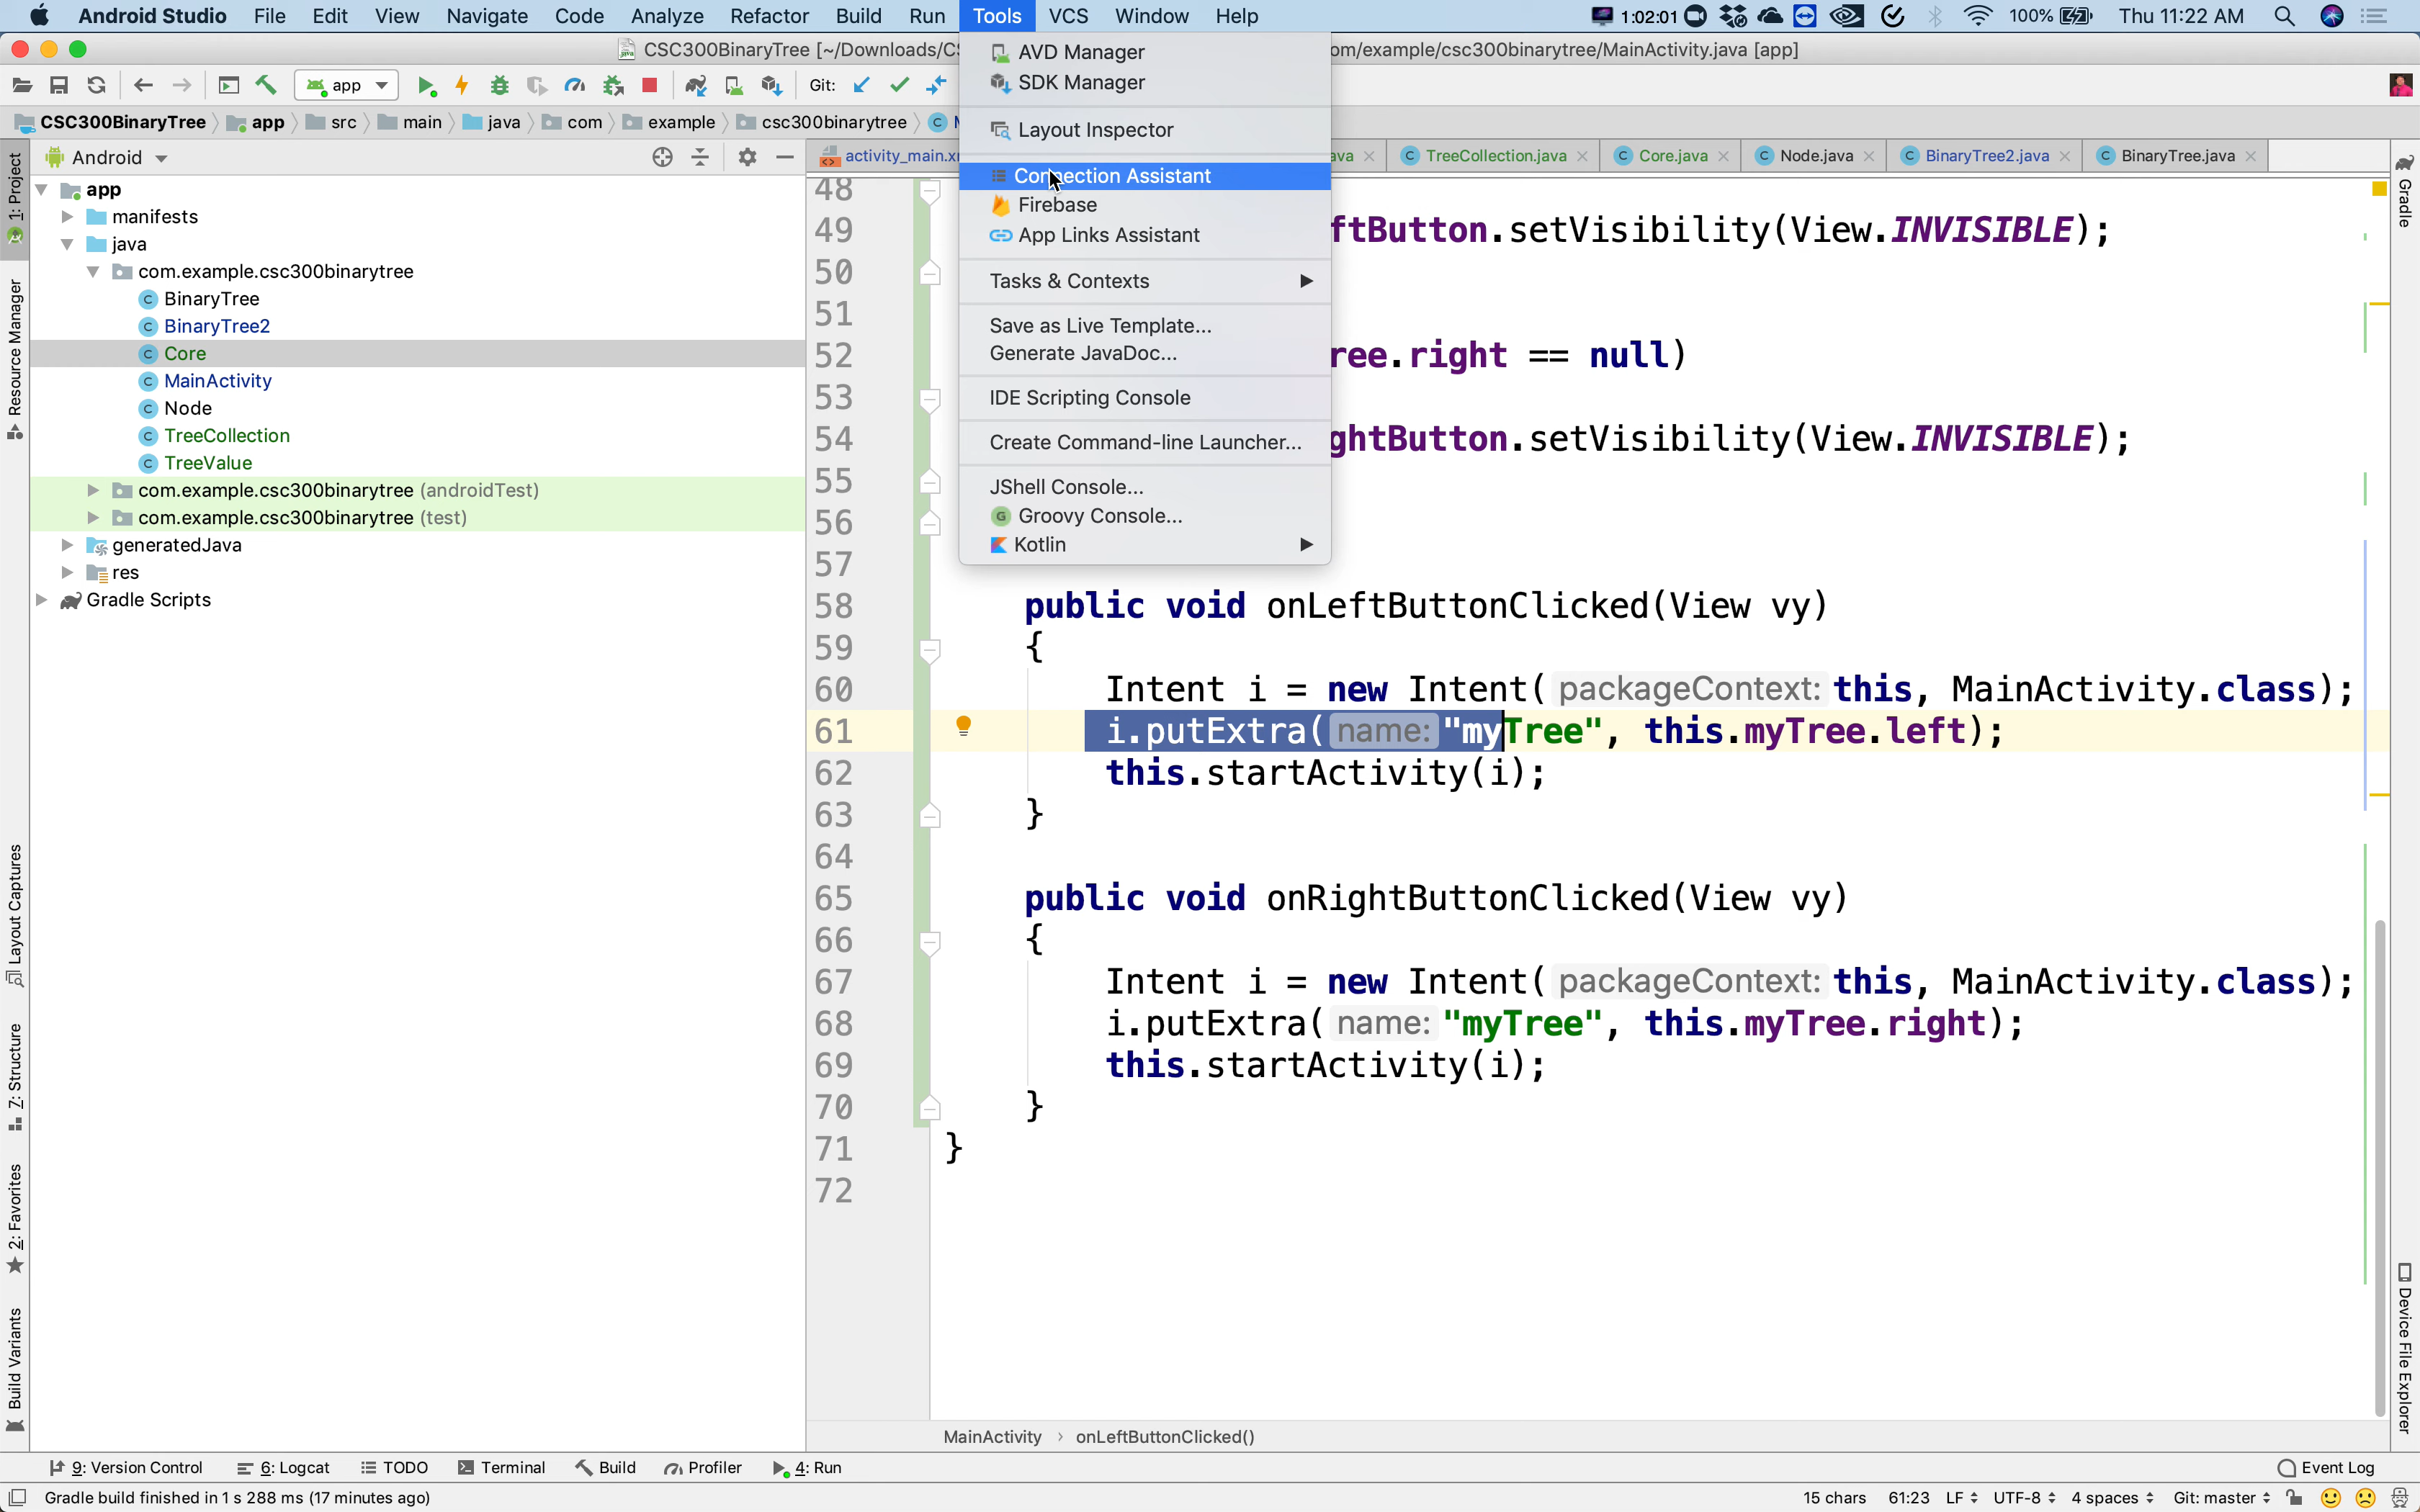 Android Studio File Edit View Navigate Code Analyze Refactor Build Run Tools VCS Window Help 1:02:01 100% Thu 11:22 AM
CSC300BinaryTree [~/Downloads/CS om/example/csc300binarytree/MainActivity.java [app]
app Git:
CSC300BinaryTree app src main java com example csc300binarytree
Android
activity_main.x ava TreeCollection.java Core.java Node.java BinaryTree2.java BinaryTree.java
AVD Manager
SDK Manager
Layout Inspector
Connection Assistant
Firebase
App Links Assistant
Tasks & Contexts
Save as Live Template...
Generate JavaDoc...
IDE Scripting Console
Create Command-line Launcher...
JShell Console...
Groovy Console...
Kotlin
1: Project
Resource Manager
Layout Captures
7: Structure
2: Favorites
Build Variants
app
manifests
java
com.example.csc300binarytree
BinaryTree
BinaryTree2
Core
MainActivity
Node
TreeCollection
TreeValue
com.example.csc300binarytree (androidTest)
com.example.csc300binarytree (test)
generatedJava
res
Gradle Scripts
48
49 ftButton.setVisibility(View.INVISIBLE);
50
51
52 ree.right == null)
53
54 ghtButton.setVisibility(View.INVISIBLE);
55
56
57
58 public void onLeftButtonClicked(View vy)
59 {
60 Intent i = new Intent( packageContext: this, MainActivity.class);
61 i.putExtra( name: "myTree", this.myTree.left);
62 this.startActivity(i);
63 }
64
65 public void onRightButtonClicked(View vy)
66 {
67 Intent i = new Intent( packageContext: this, MainActivity.class);
68 i.putExtra( name: "myTree", this.myTree.right);
69 this.startActivity(i);
70 }
71 }
72
Gradle
Device File Explorer
MainActivity › onLeftButtonClicked()
9: Version Control 6: Logcat TODO Terminal Build Profiler 4: Run Event Log
Gradle build finished in 1 s 288 ms (17 minutes ago) 15 chars 61:23 LF UTF-8 4 spaces Git: master